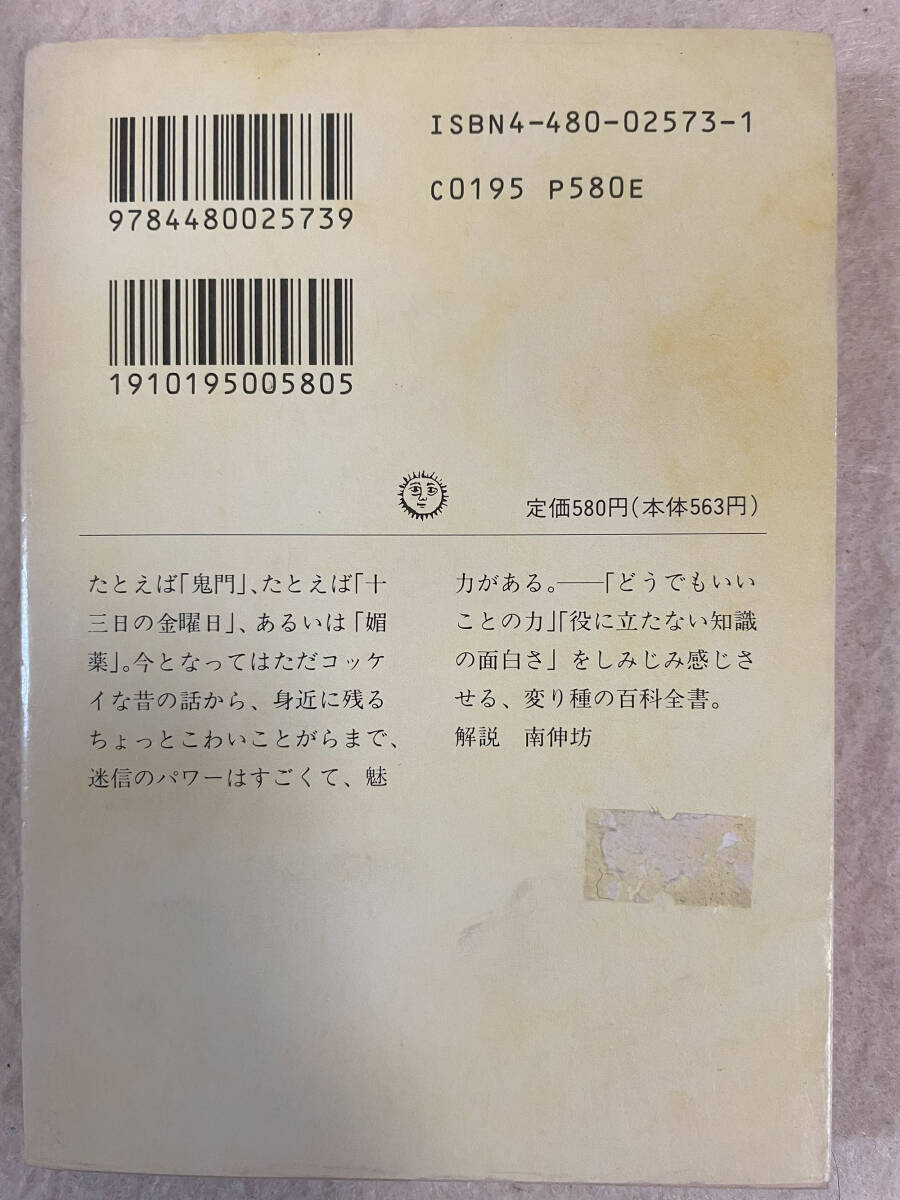 ISBN4-480-02573-1
C0195 P580E
9784480025739
1910195005805
定価580円(本体563円)
たとえば「鬼門」、たとえば「十
三日の金曜日」、あるいは「媚
薬」。今となってはただコッケ
イな昔の話から、身近に残る
ちょっとこわいことがらまで、
迷信のパワーはすごくて、魅
力がある。──「どうでもいい
ことの力」「役に立たない知識
の面白さ」をしみじみ感じさ
せる、変り種の百科全書。
解説　南伸坊